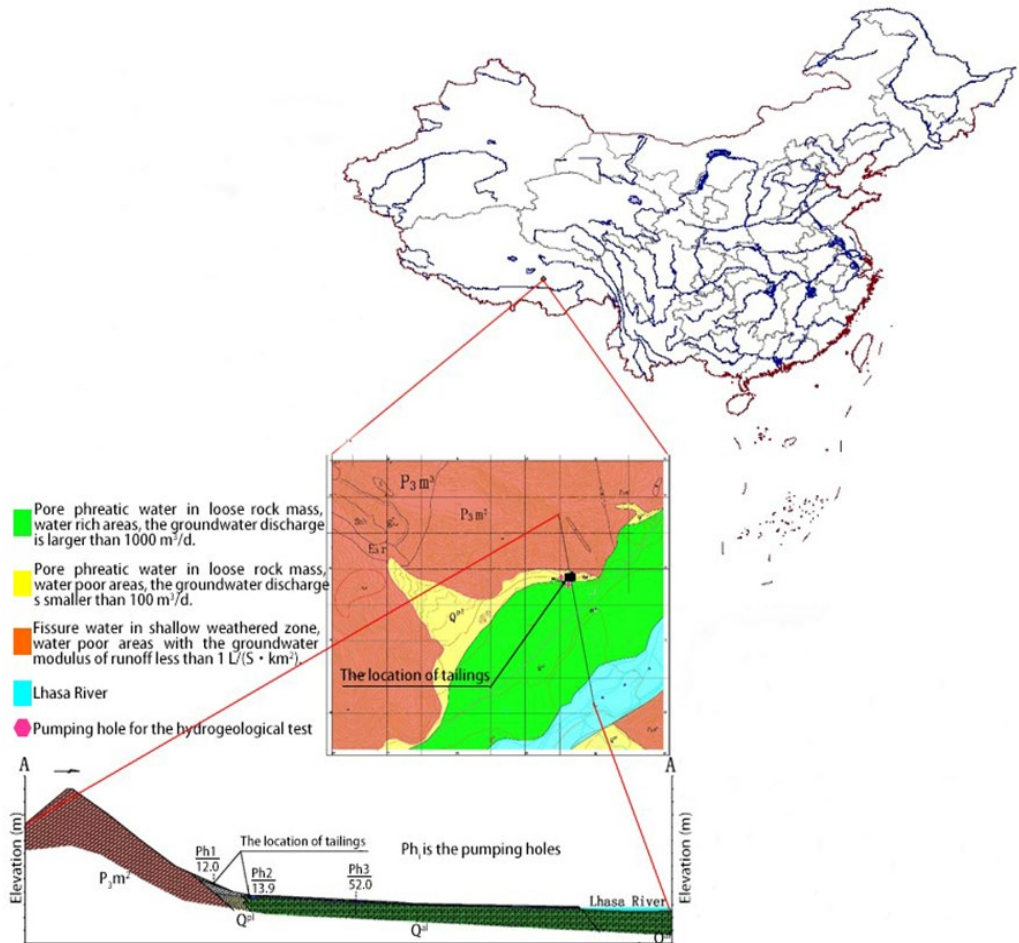 Pore phreatic water in loose rock mass,
water rich areas, the groundwater discharge
is larger than 1000 m³/d.
Pore phreatic water in loose rock mass,
water poor areas, the groundwater discharge
s smaller than 100 m³/d.
Fissure water in shallow weathered zone,
water poor areas with the groundwater
modulus of runoff less than 1 L/(S·km²).
Lhasa River
Pumping hole for the hydrogeological test
P₃m³
P₃m²
Qᵖˡ
The location of tailings
A
A
Elevation (m)
Elevation (m)
The location of tailings
Phᵢ is the pumping holes
Ph1
12.0
Ph2
13.9
Ph3
52.0
P₃m²
Qᵖˡ
Qᵃˡ
Lhasa River